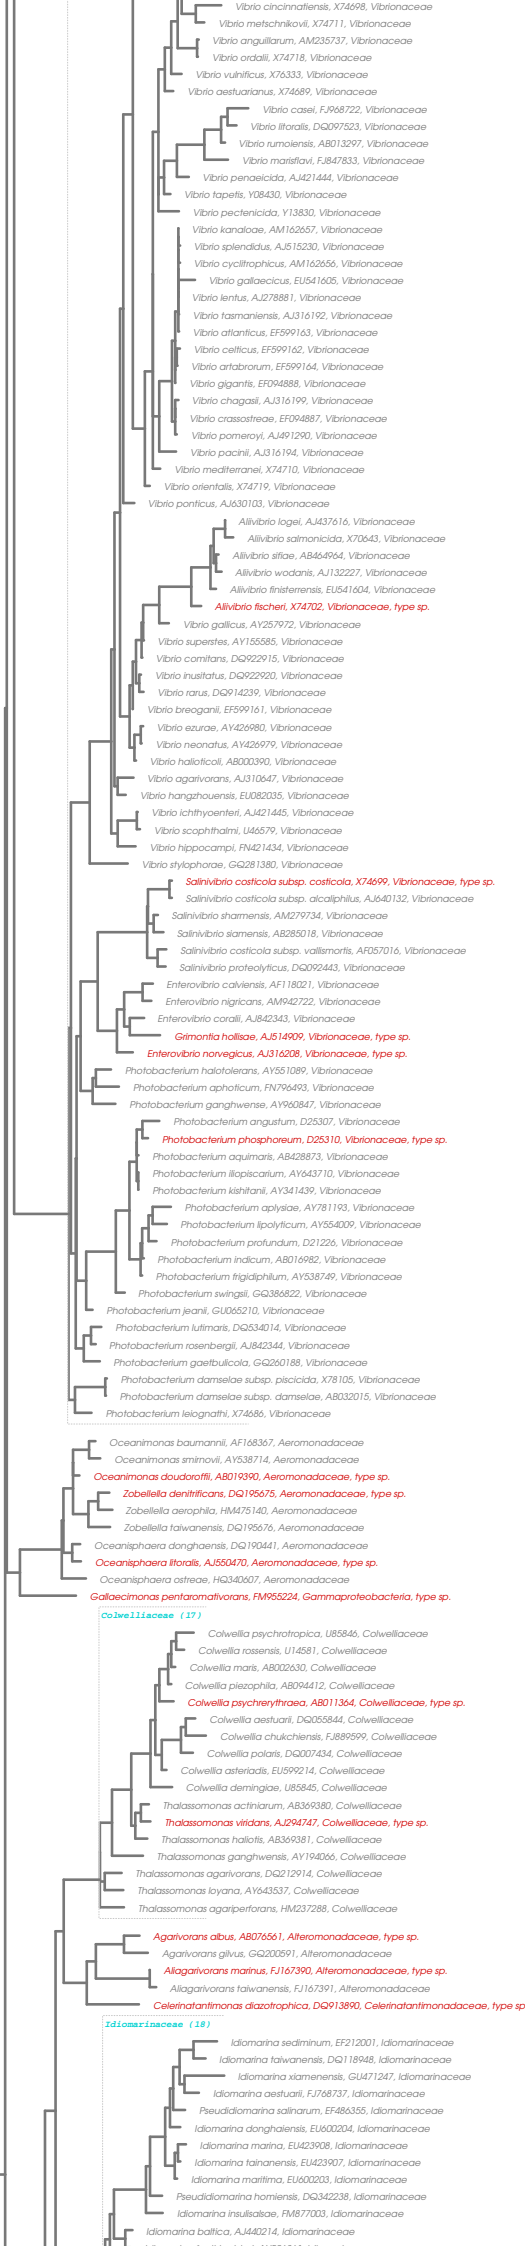 Vibrio cincinnatiensis, X74698, Vibrionaceae
Vibrio metschnikovii, X74711, Vibrionaceae
Vibrio anguillarum, AM235737, Vibrionaceae
Vibrio ordalii, X74718, Vibrionaceae
Vibrio vulnificus, X76333, Vibrionaceae
Vibrio aestuarianus, X74689, Vibrionaceae
Vibrio casei, FJ968722, Vibrionaceae
Vibrio litoralis, DQ097523, Vibrionaceae
Vibrio rumoiensis, AB013297, Vibrionaceae
Vibrio marisflavi, FJ847833, Vibrionaceae
Vibrio penaeicida, AJ421444, Vibrionaceae
Vibrio tapetis, Y08430, Vibrionaceae
Vibrio pectenicida, Y13830, Vibrionaceae
Vibrio kanaloae, AM162657, Vibrionaceae
Vibrio splendidus, AJ515230, Vibrionaceae
Vibrio cyclitrophicus, AM162656, Vibrionaceae
Vibrio gallaecicus, EU541605, Vibrionaceae
Vibrio lentus, AJ278881, Vibrionaceae
Vibrio tasmaniensis, AJ316192, Vibrionaceae
Vibrio atlanticus, EF599163, Vibrionaceae
Vibrio celticus, EF599162, Vibrionaceae
Vibrio artabrorum, EF599164, Vibrionaceae
Vibrio gigantis, EF094888, Vibrionaceae
Vibrio chagasii, AJ316199, Vibrionaceae
Vibrio crassostreae, EF094887, Vibrionaceae
Vibrio pomeroyi, AJ491290, Vibrionaceae
Vibrio pacinii, AJ316194, Vibrionaceae
Vibrio mediterranei, X74710, Vibrionaceae
Vibrio orientalis, X74719, Vibrionaceae
Vibrio ponticus, AJ630103, Vibrionaceae
Aliivibrio logei, AJ437616, Vibrionaceae
Aliivibrio salmonicida, X70643, Vibrionaceae
Aliivibrio sifiae, AB464964, Vibrionaceae
Aliivibrio wodanis, AJ132227, Vibrionaceae
Aliivibrio finisterrensis, EU541604, Vibrionaceae
Aliivibrio fischeri, X74702, Vibrionaceae, type sp.
Vibrio gallicus, AY257972, Vibrionaceae
Vibrio superstes, AY155585, Vibrionaceae
Vibrio comitans, DQ922915, Vibrionaceae
Vibrio inusitatus, DQ922920, Vibrionaceae
Vibrio rarus, DQ914239, Vibrionaceae
Vibrio breoganii, EF599161, Vibrionaceae
Vibrio ezurae, AY426980, Vibrionaceae
Vibrio neonatus, AY426979, Vibrionaceae
Vibrio halioticoli, AB000390, Vibrionaceae
Vibrio agarivorans, AJ310647, Vibrionaceae
Vibrio hangzhouensis, EU082035, Vibrionaceae
Vibrio ichthyoenteri, AJ421445, Vibrionaceae
Vibrio scophthalmi, U46579, Vibrionaceae
Vibrio hippocampi, FN421434, Vibrionaceae
Vibrio stylophorae, GQ281380, Vibrionaceae
Salinivibrio costicola subsp. costicola, X74699, Vibrionaceae, type sp.
Salinivibrio costicola subsp. alcaliphilus, AJ640132, Vibrionaceae
Salinivibrio sharmensis, AM279734, Vibrionaceae
Salinivibrio siamensis, AB285018, Vibrionaceae
Salinivibrio costicola subsp. vallismortis, AF057016, Vibrionaceae
Salinivibrio proteolyticus, DQ092443, Vibrionaceae
Enterovibrio calviensis, AF118021, Vibrionaceae
Enterovibrio nigricans, AM942722, Vibrionaceae
Enterovibrio coralii, AJ842343, Vibrionaceae
Grimontia hollisae, AJ514909, Vibrionaceae, type sp.
Enterovibrio norvegicus, AJ316208, Vibrionaceae, type sp.
Photobacterium halotolerans, AY551089, Vibrionaceae
Photobacterium aphoticum, FN796493, Vibrionaceae
Photobacterium ganghwense, AY960847, Vibrionaceae
Photobacterium angustum, D25307, Vibrionaceae
Photobacterium phosphoreum, D25310, Vibrionaceae, type sp.
Photobacterium aquimaris, AB428873, Vibrionaceae
Photobacterium iliopiscarium, AY643710, Vibrionaceae
Photobacterium kishitanii, AY341439, Vibrionaceae
Photobacterium aplysiae, AY781193, Vibrionaceae
Photobacterium lipolyticum, AY554009, Vibrionaceae
Photobacterium profundum, D21226, Vibrionaceae
Photobacterium indicum, AB016982, Vibrionaceae
Photobacterium frigidiphilum, AY538749, Vibrionaceae
Photobacterium swingsii, GQ386822, Vibrionaceae
Photobacterium jeanii, GU065210, Vibrionaceae
Photobacterium lutimaris, DQ534014, Vibrionaceae
Photobacterium rosenbergii, AJ842344, Vibrionaceae
Photobacterium gaetbulicola, GQ260188, Vibrionaceae
Photobacterium damselae subsp. piscicida, X78105, Vibrionaceae
Photobacterium damselae subsp. damselae, AB032015, Vibrionaceae
Photobacterium leiognathi, X74686, Vibrionaceae
Oceanimonas baumannii, AF168367, Aeromonadaceae
Oceanimonas smirnovii, AY538714, Aeromonadaceae
Oceanimonas doudoroffii, AB019390, Aeromonadaceae, type sp.
Zobellella denitrificans, DQ195675, Aeromonadaceae, type sp.
Zobellella aerophila, HM475140, Aeromonadaceae
Zobellella taiwanensis, DQ195676, Aeromonadaceae
Oceanisphaera donghaensis, DQ190441, Aeromonadaceae
Oceanisphaera litoralis, AJ550470, Aeromonadaceae, type sp.
Oceanisphaera ostreae, HQ340607, Aeromonadaceae
Gallaecimonas pentaromativorans, FM955224, Gammaproteobacteria, type sp.
Colwelliaceae (17)
Colwellia psychrotropica, U85846, Colwelliaceae
Colwellia rossensis, U14581, Colwelliaceae
Colwellia maris, AB002630, Colwelliaceae
Colwellia piezophila, AB094412, Colwelliaceae
Colwellia psychrerythraea, AB011364, Colwelliaceae, type sp.
Colwellia aestuarii, DQ055844, Colwelliaceae
Colwellia chukchiensis, FJ889599, Colwelliaceae
Colwellia polaris, DQ007434, Colwelliaceae
Colwellia asteriadis, EU599214, Colwelliaceae
Colwellia demingiae, U85845, Colwelliaceae
Thalassomonas actiniarum, AB369380, Colwelliaceae
Thalassomonas viridans, AJ294747, Colwelliaceae, type sp.
Thalassomonas haliotis, AB369381, Colwelliaceae
Thalassomonas ganghwensis, AY194066, Colwelliaceae
Thalassomonas agarivorans, DQ212914, Colwelliaceae
Thalassomonas loyana, AY643537, Colwelliaceae
Thalassomonas agariperforans, HM237288, Colwelliaceae
Agarivorans albus, AB076561, Alteromonadaceae, type sp.
Agarivorans gilvus, GQ200591, Alteromonadaceae
Aliagarivorans marinus, FJ167390, Alteromonadaceae, type sp.
Aliagarivorans taiwanensis, FJ167391, Alteromonadaceae
Celerinatantimonas diazotrophica, DQ913890, Celerinatantimonadaceae, type sp
Idiomarinaceae (18)
Idiomarina sediminum, EF212001, Idiomarinaceae
Idiomarina taiwanensis, DQ118948, Idiomarinaceae
Idiomarina xiamenensis, GU471247, Idiomarinaceae
Idiomarina aestuarii, FJ768737, Idiomarinaceae
Pseudidiomarina salinarum, EF486355, Idiomarinaceae
Idiomarina donghaiensis, EU600204, Idiomarinaceae
Idiomarina marina, EU423908, Idiomarinaceae
Idiomarina tainanensis, EU423907, Idiomarinaceae
Idiomarina maritima, EU600203, Idiomarinaceae
Pseudidiomarina homiensis, DQ342238, Idiomarinaceae
Idiomarina insulisalsae, FM877003, Idiomarinaceae
Idiomarina baltica, AJ440214, Idiomarinaceae